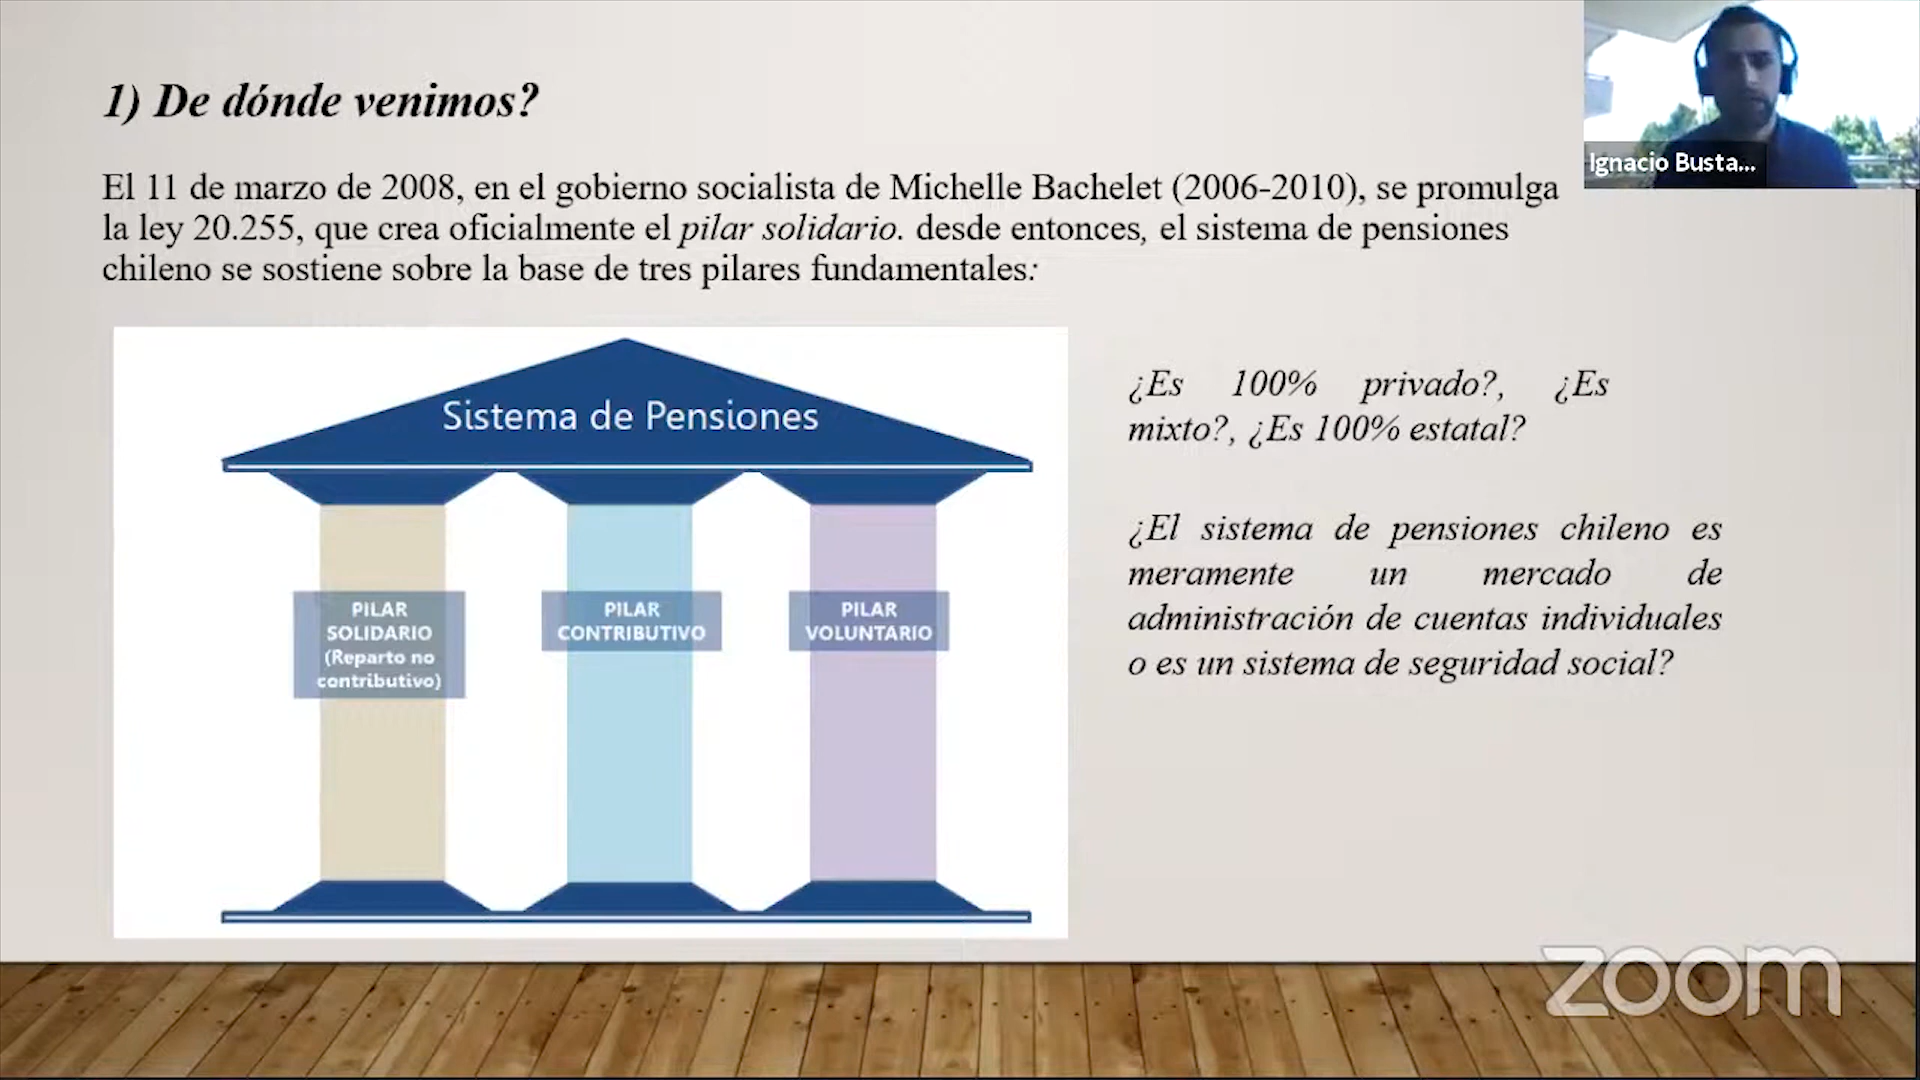 1) De dónde venimos?
El 11 de marzo de 2008, en el gobierno socialista de Michelle Bachelet (2006-2010), se promulga
la ley 20.255, que crea oficialmente el pilar solidario. desde entonces, el sistema de pensiones
chileno se sostiene sobre la base de tres pilares fundamentales:
Sistema de Pensiones
PILAR
SOLIDARIO
(Reparto no
contributivo)
PILAR
CONTRIBUTIVO
PILAR
VOLUNTARIO
¿Es 100% privado?, ¿Es
mixto?, ¿Es 100% estatal?
¿El sistema de pensiones chileno es
meramente un mercado de
administración de cuentas individuales
o es un sistema de seguridad social?
Ignacio Busta...
zoom